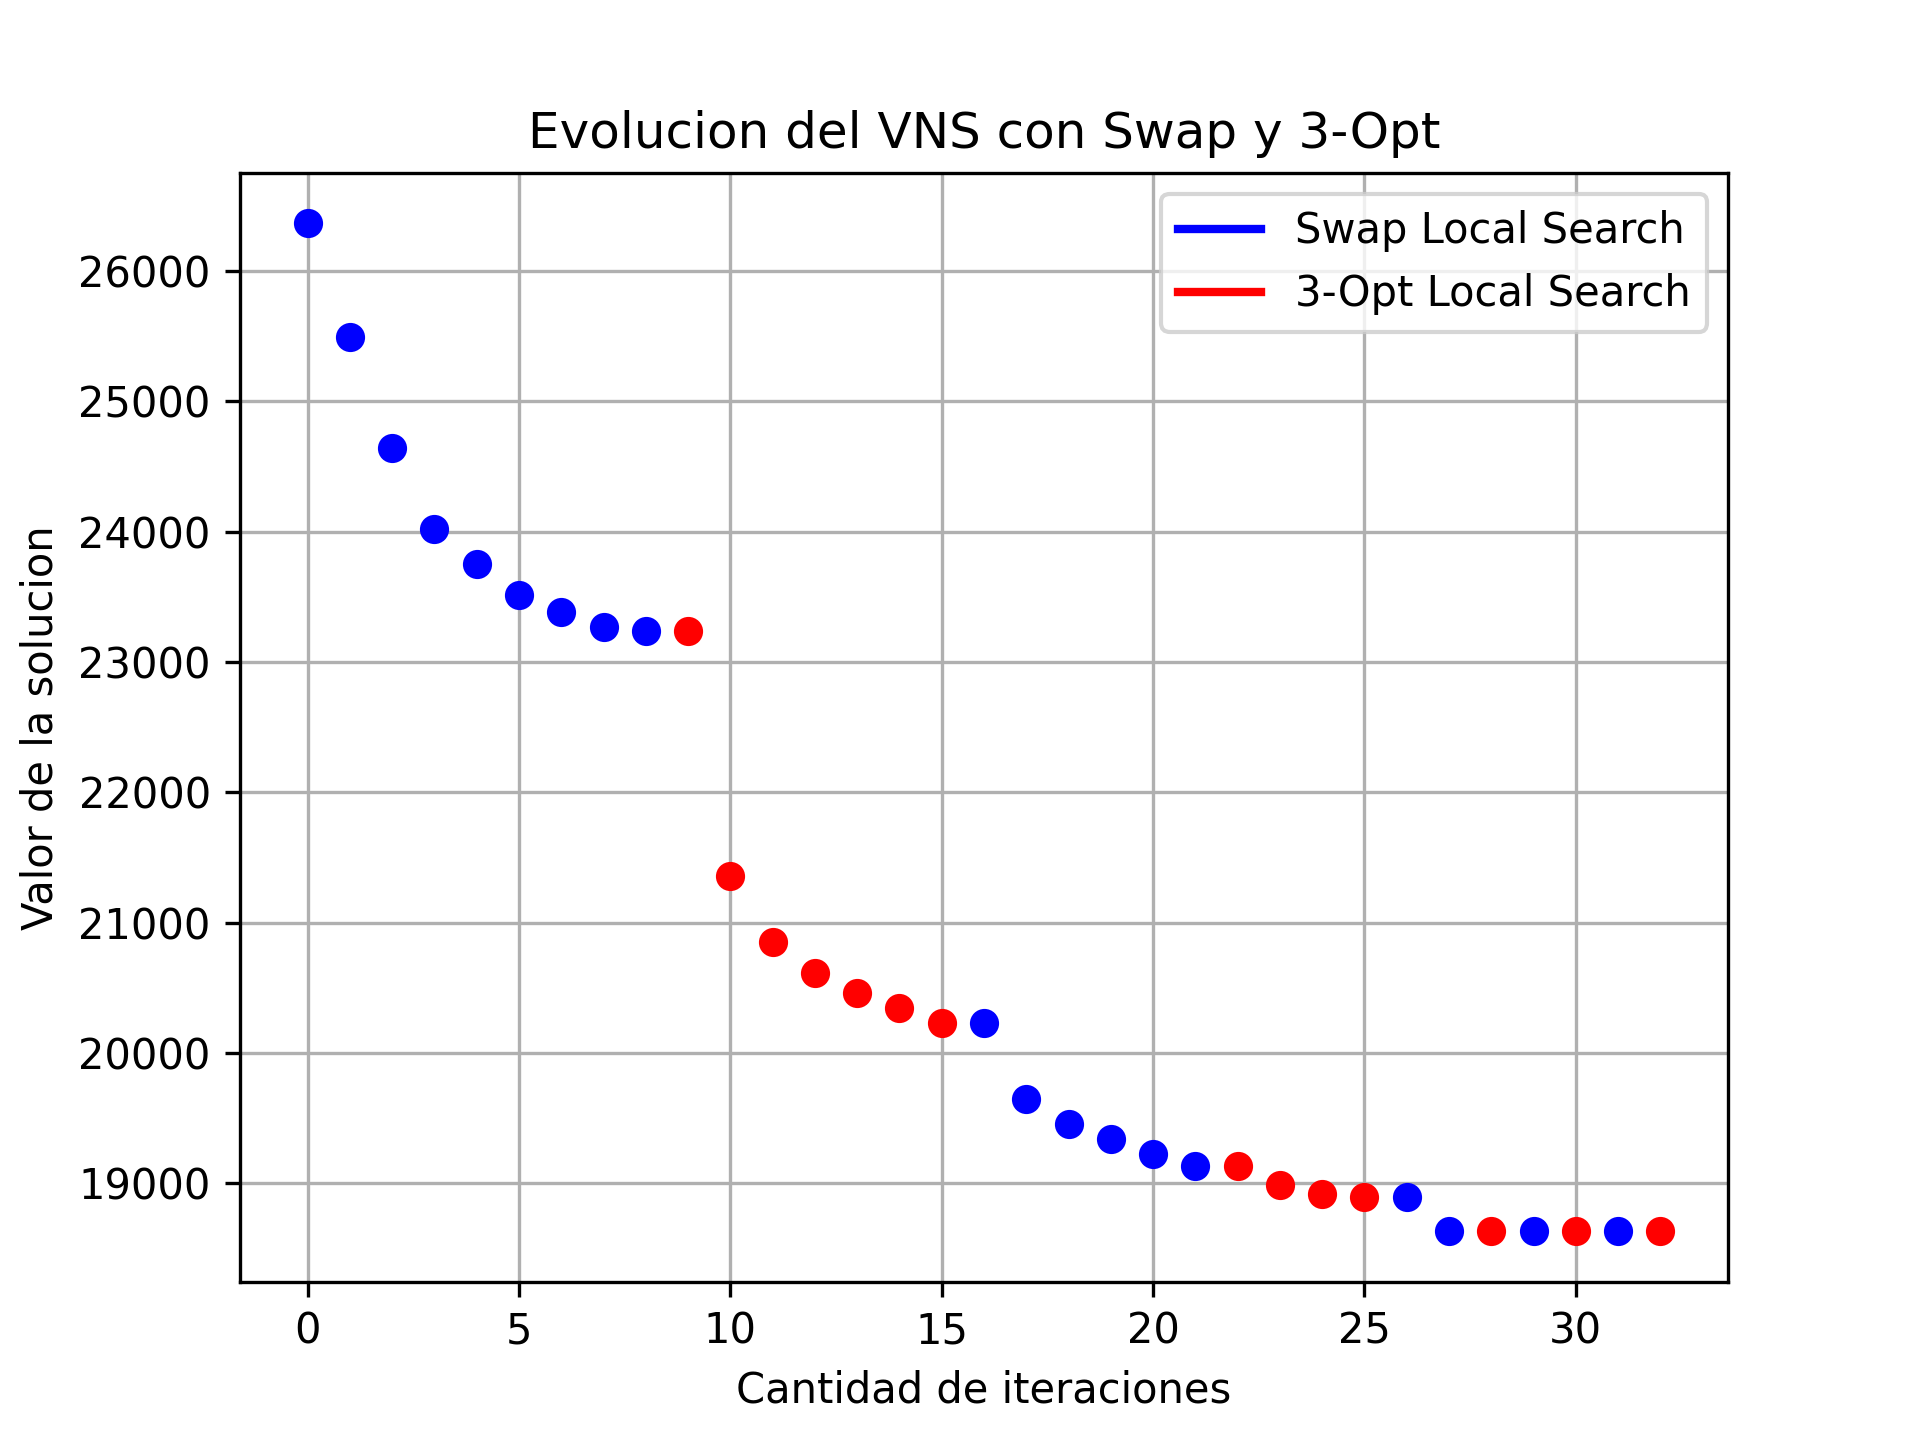 Evolucion del VNS con Swap y 3-Opt
Swap Local Search
3-Opt Local Search
Valor de la solucion
26000
25000
24000
23000
22000
21000
20000
19000
0 5 10 15 20 25 30
Cantidad de iteraciones